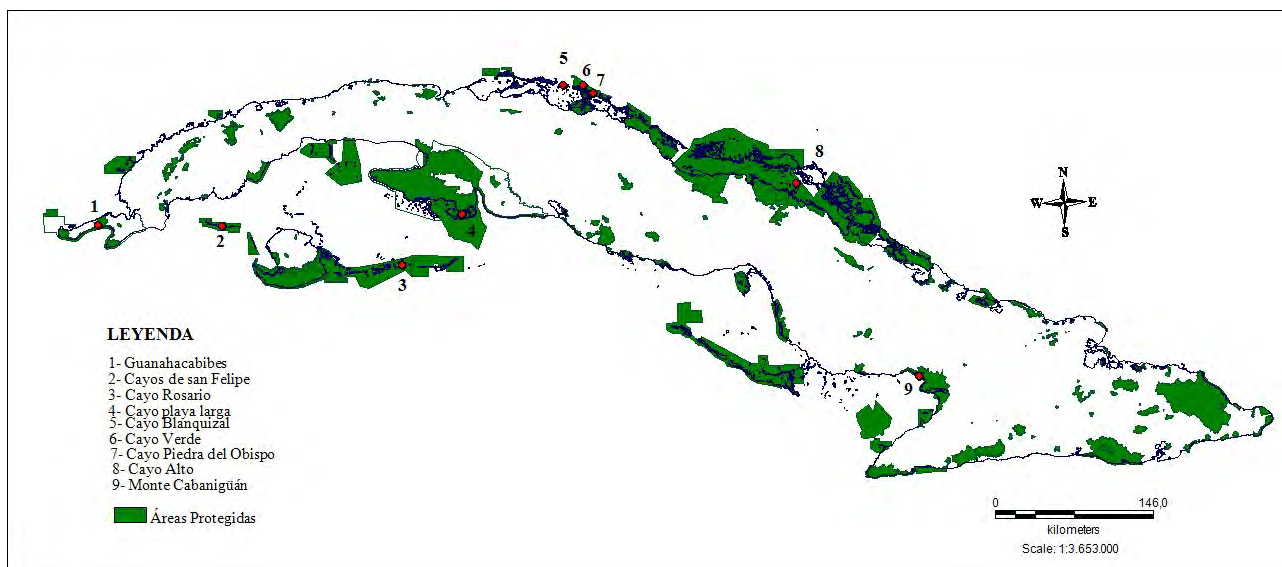 5
6
7
8
1
2
4
3
9
N
W E
S
LEYENDA
1- Guanahacabibes
2- Cayos de san Felipe
3- Cayo Rosario
4- Cayo playa larga
5- Cayo Blanquizal
6- Cayo Verde
7- Cayo Piedra del Obispo
8- Cayo Alto
9- Monte Cabanigüán
Áreas Protegidas
0 146,0
kilometers
Scale: 1:3.653.000